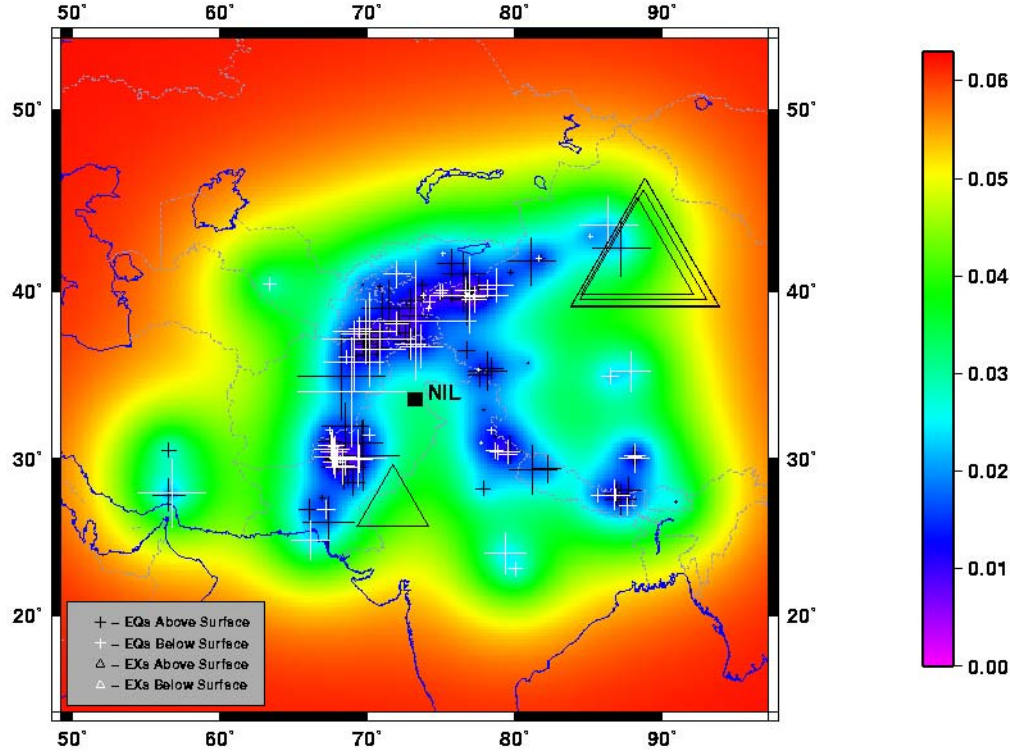 50° 60° 70° 80° 90°
50° 50°
40° 40°
30° 30°
20° 20°
50° 60° 70° 80° 90°
NIL
+ – EQs Above Surface
+ – EQs Below Surface
△ – EXs Above Surface
△ – EXs Below Surface
0.06
0.05
0.04
0.03
0.02
0.01
0.00